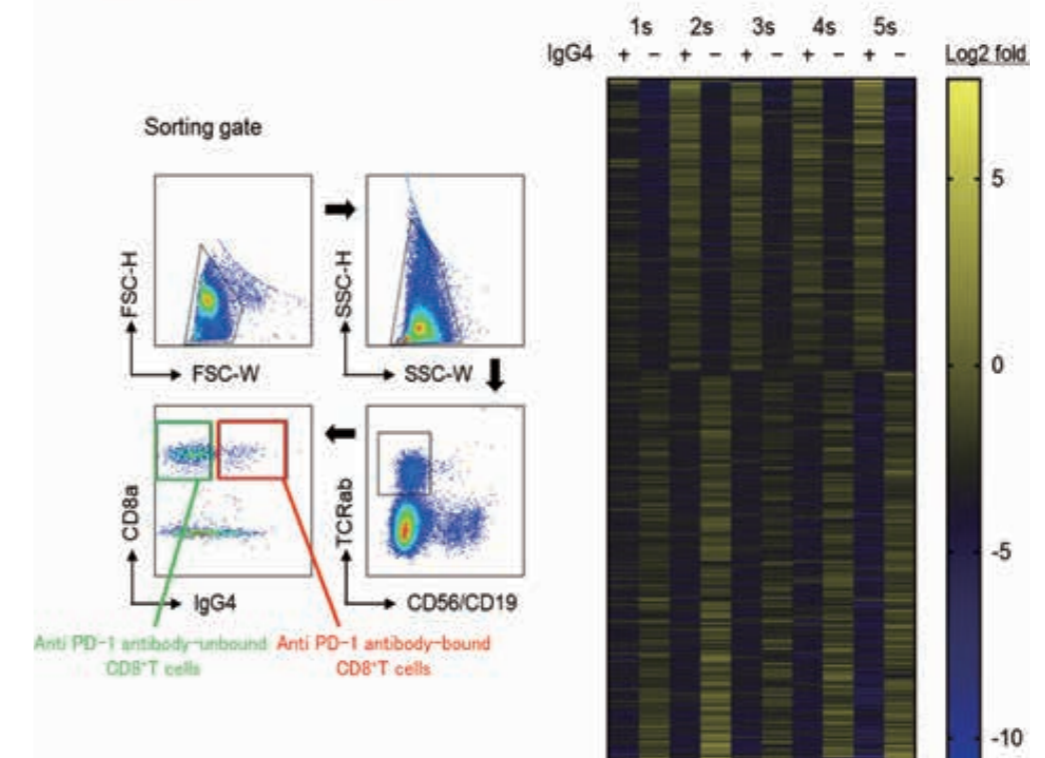 Sorting gate
FSC-H
FSC-W
SSC-H
SSC-W
CD8a
IgG4
TCRab
CD56/CD19
Anti PD-1 antibody-unbound
CD8⁺T cells
Anti PD-1 antibody-bound
CD8⁺T cells
1s 2s 3s 4s 5s
IgG4 + − + − + − + − + −
Log2 fold
5
0
-5
-10